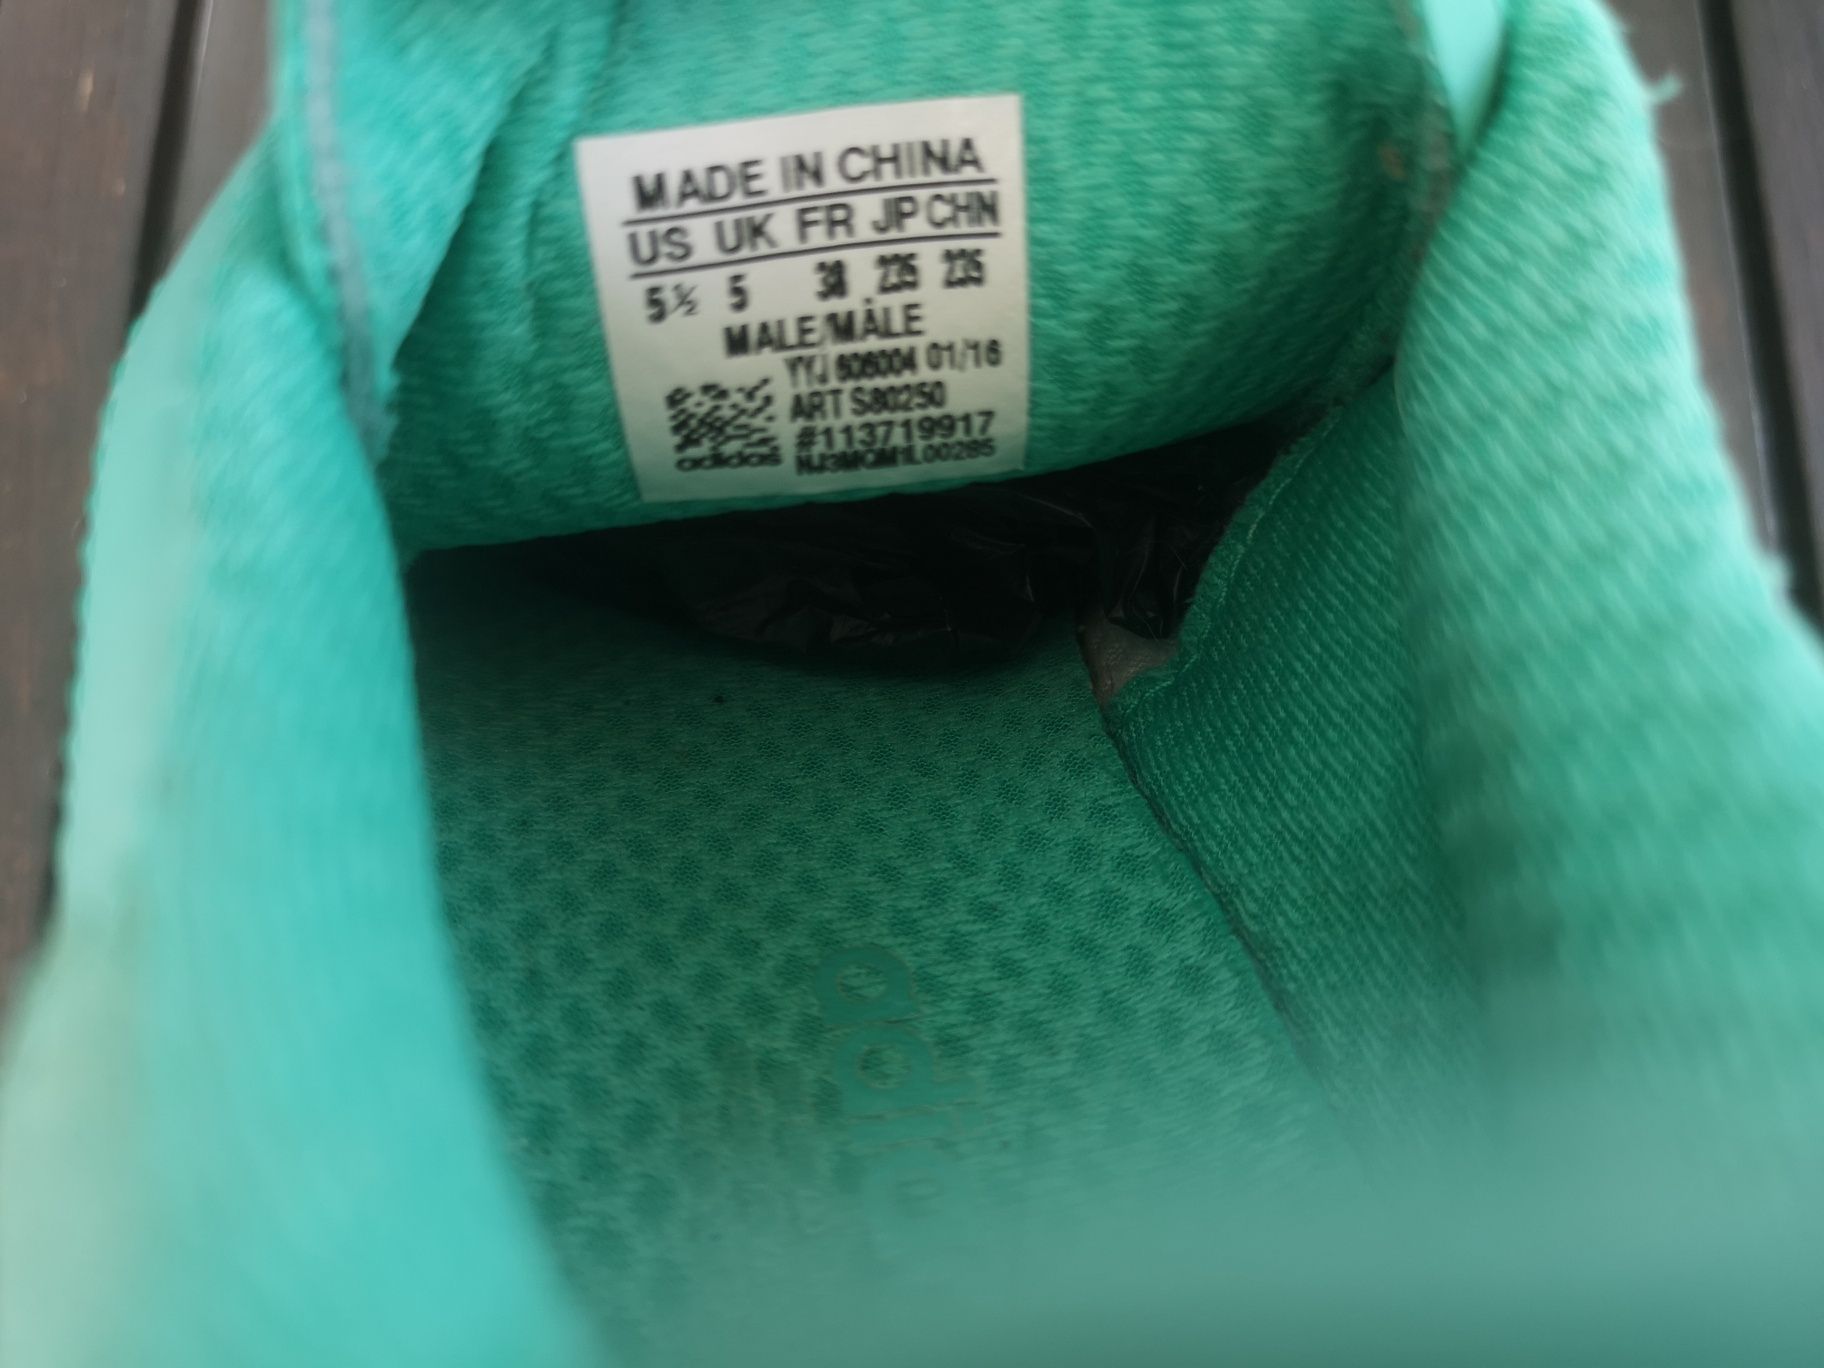 MADE IN CHINA
US UK FR JP CHN
5½ 5 38 235 235
MALE/MÂLE
YYJ 606004 01/16
ART S80250
#113719917
adidas